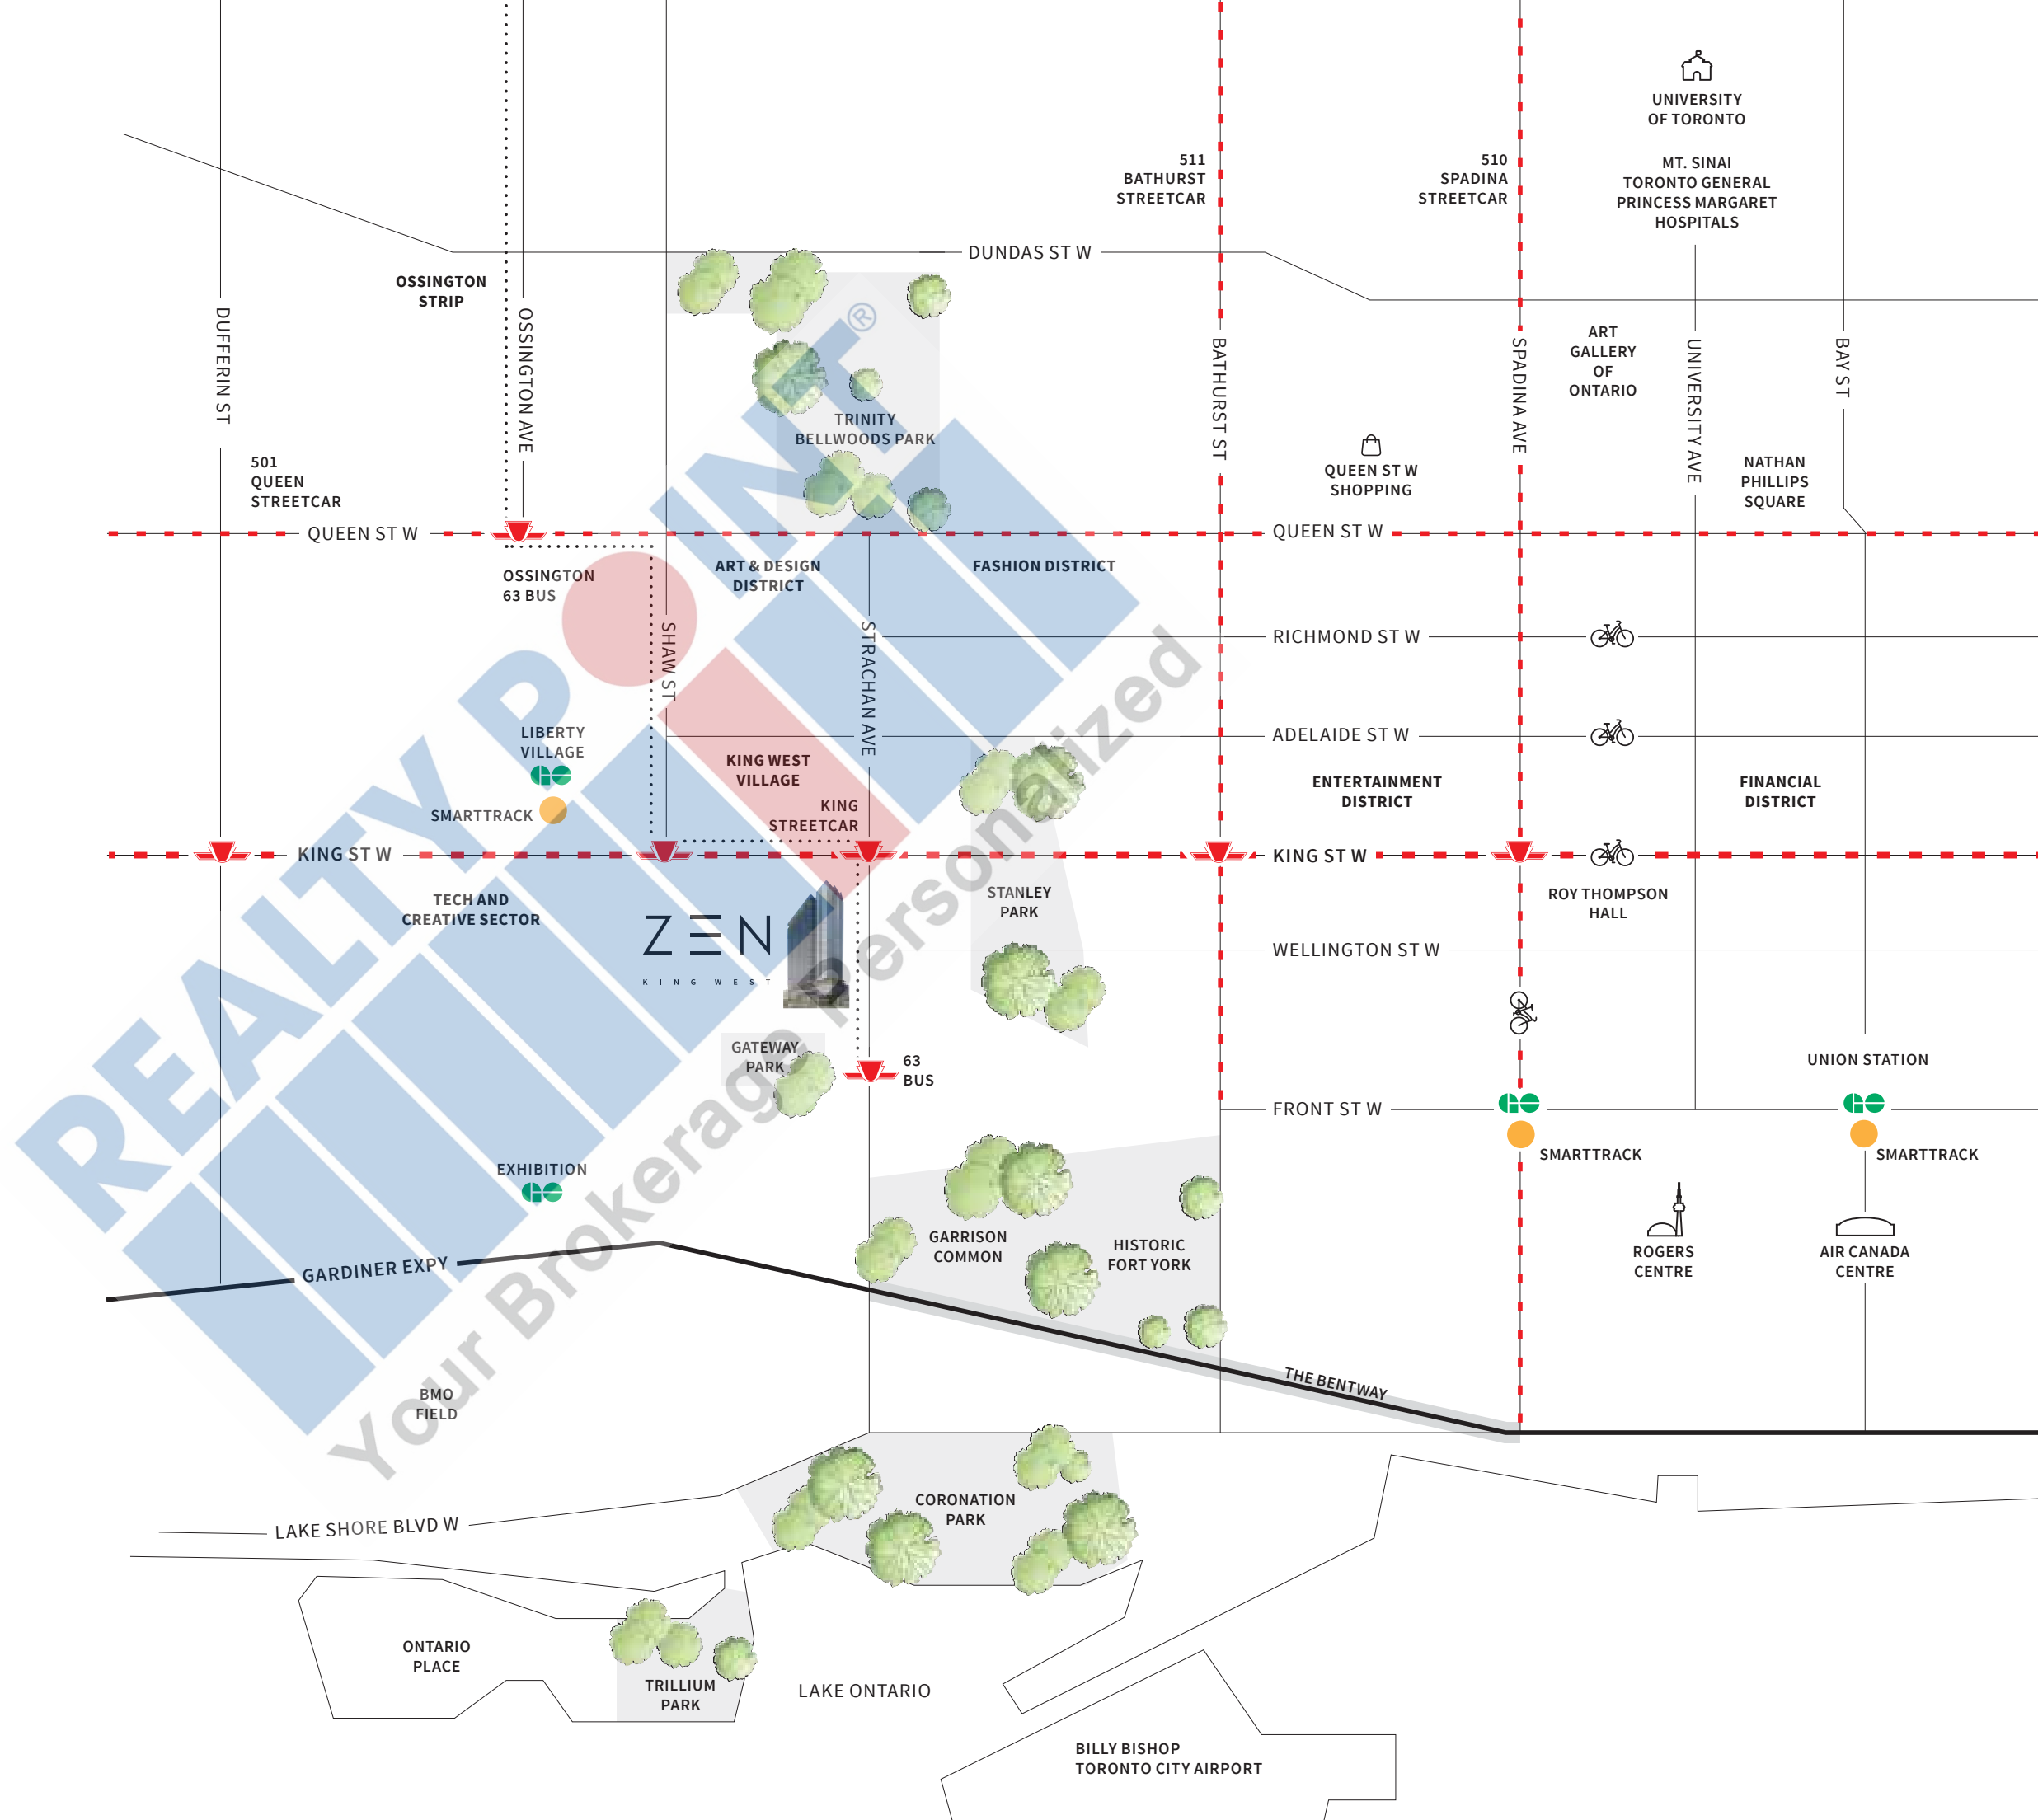 UNIVERSITY
OF TORONTO
MT. SINAI
TORONTO GENERAL
PRINCESS MARGARET
HOSPITALS
511
BATHURST
STREETCAR
510
SPADINA
STREETCAR
DUNDAS ST W
OSSINGTON
STRIP
DUFFERIN ST
OSSINGTON AVE
BATHURST ST
SPADINA AVE
ART
GALLERY
OF
ONTARIO
UNIVERSITY AVE
BAY ST
TRINITY
BELLWOODS PARK
501
QUEEN
STREETCAR
QUEEN ST W
SHOPPING
NATHAN
PHILLIPS
SQUARE
QUEEN ST W
QUEEN ST W
OSSINGTON
63 BUS
ART & DESIGN
DISTRICT
FASHION DISTRICT
SHAW ST
STRACHAN AVE
RICHMOND ST W
LIBERTY
VILLAGE
SMARTTRACK
KING WEST
VILLAGE
KING
STREETCAR
ADELAIDE ST W
ENTERTAINMENT
DISTRICT
FINANCIAL
DISTRICT
KING ST W
KING ST W
TECH AND
CREATIVE SECTOR
ZEN
KING WEST
STANLEY
PARK
ROY THOMPSON
HALL
WELLINGTON ST W
GATEWAY
PARK
63
BUS
UNION STATION
FRONT ST W
SMARTTRACK
SMARTTRACK
EXHIBITION
GO
GO
GO
GO
GARRISON
COMMON
HISTORIC
FORT YORK
ROGERS
CENTRE
AIR CANADA
CENTRE
GARDINER EXPY
THE BENTWAY
BMO
FIELD
CORONATION
PARK
LAKE SHORE BLVD W
ONTARIO
PLACE
TRILLIUM
PARK
LAKE ONTARIO
BILLY BISHOP
TORONTO CITY AIRPORT
REALTY POINT®
Your Brokerage Personalized